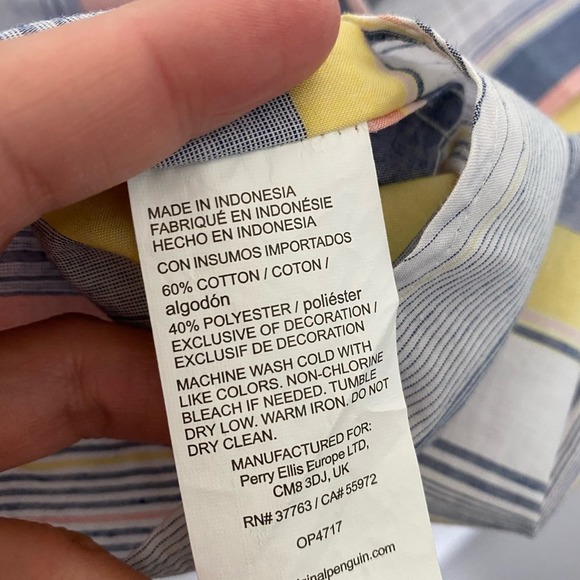 MADE IN INDONESIA
FABRIQUÉ EN INDONÉSIE
HECHO EN INDONESIA
CON INSUMOS IMPORTADOS
60% COTTON / COTON /
algodón
40% POLYESTER / poliéster
EXCLUSIVE OF DECORATION /
EXCLUSIF DE DECORATION
MACHINE WASH COLD WITH
LIKE COLORS. NON-CHLORINE
BLEACH IF NEEDED. TUMBLE
DRY LOW. WARM IRON. DO NOT
DRY CLEAN.
MANUFACTURED FOR:
Perry Ellis Europe LTD,
CM8 3DJ, UK
RN# 37763 / CA# 55972
OP4717
inalpenguin.com